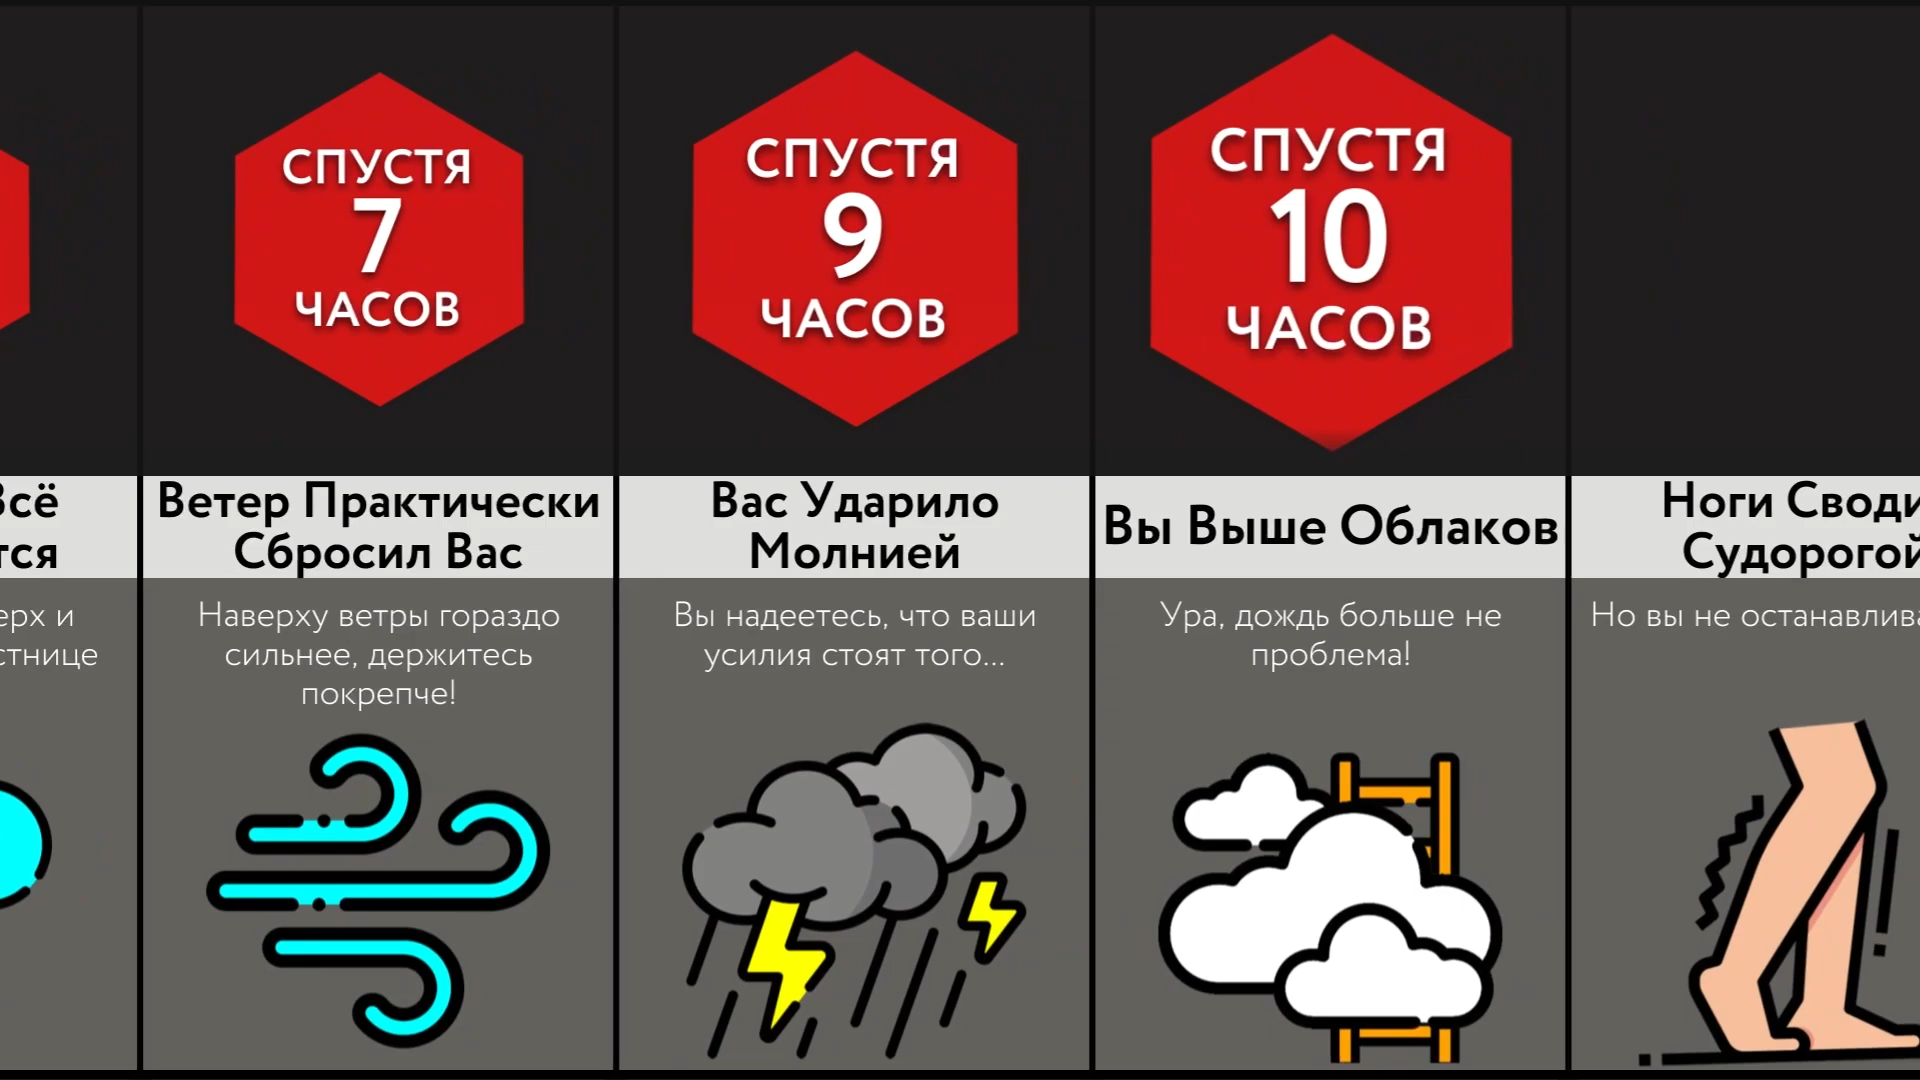 Всё
тся
ерх и
стнице
СПУСТЯ
7
ЧАСОВ
Ветер Практически
Сбросил Вас
Наверху ветры гораздо
сильнее, держитесь
покрепче!
СПУСТЯ
9
ЧАСОВ
Вас Ударило
Молнией
Вы надеетесь, что ваши
усилия стоят того...
СПУСТЯ
10
ЧАСОВ
Вы Выше Облаков
Ура, дождь больше не
проблема!
Ноги Своди
Судорогой
Но вы не останавлива